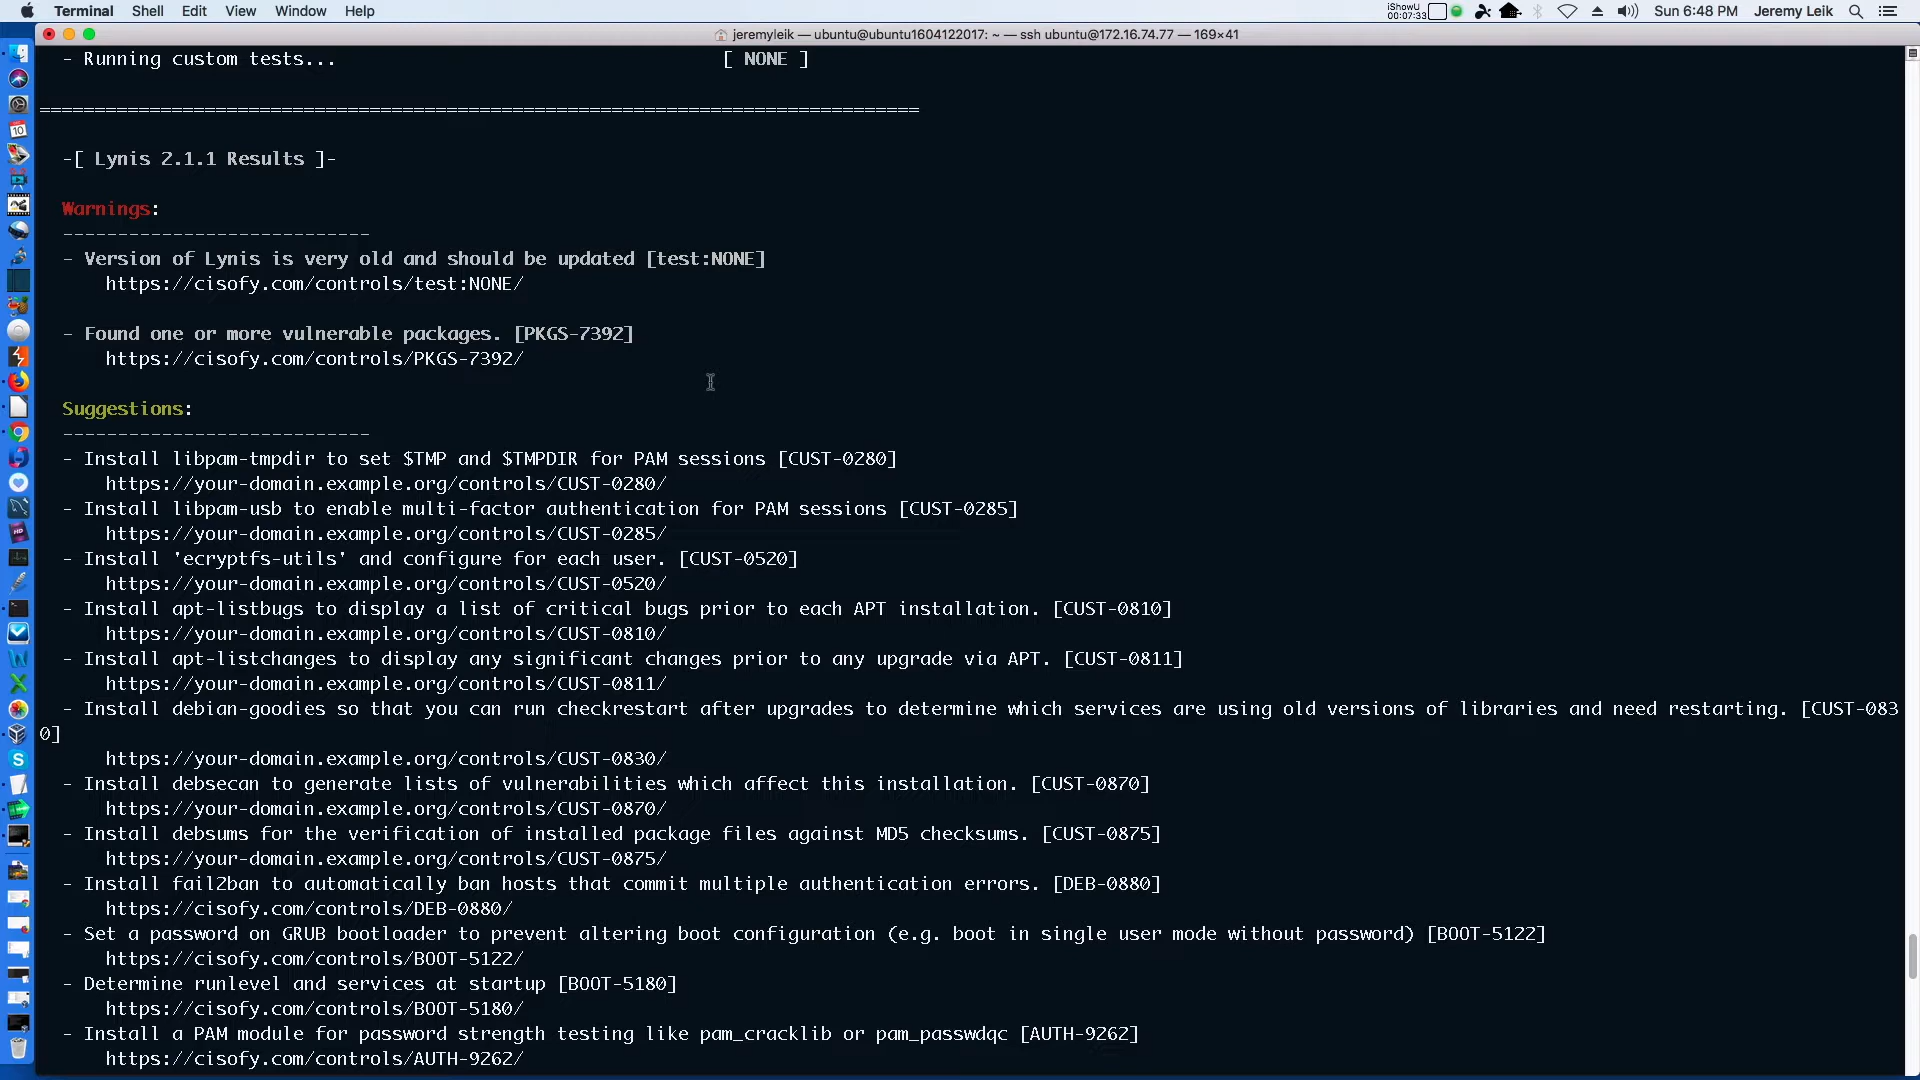 Terminal Shell Edit View Window Help iShowU 00:07:33 Sun 6:48 PM Jeremy Leik
jeremyleik — ubuntu@ubuntu1604122017: ~ — ssh ubuntu@172.16.74.77 — 169×41
- Running custom tests... [ NONE ]
================================================================================
-[ Lynis 2.1.1 Results ]-
Warnings:
----------------------------
- Version of Lynis is very old and should be updated [test:NONE]
https://cisofy.com/controls/test:NONE/
- Found one or more vulnerable packages. [PKGS-7392]
https://cisofy.com/controls/PKGS-7392/
Suggestions:
----------------------------
- Install libpam-tmpdir to set $TMP and $TMPDIR for PAM sessions [CUST-0280]
https://your-domain.example.org/controls/CUST-0280/
- Install libpam-usb to enable multi-factor authentication for PAM sessions [CUST-0285]
https://your-domain.example.org/controls/CUST-0285/
- Install 'ecryptfs-utils' and configure for each user. [CUST-0520]
https://your-domain.example.org/controls/CUST-0520/
- Install apt-listbugs to display a list of critical bugs prior to each APT installation. [CUST-0810]
https://your-domain.example.org/controls/CUST-0810/
- Install apt-listchanges to display any significant changes prior to any upgrade via APT. [CUST-0811]
https://your-domain.example.org/controls/CUST-0811/
- Install debian-goodies so that you can run checkrestart after upgrades to determine which services are using old versions of libraries and need restarting. [CUST-083
0]
https://your-domain.example.org/controls/CUST-0830/
- Install debsecan to generate lists of vulnerabilities which affect this installation. [CUST-0870]
https://your-domain.example.org/controls/CUST-0870/
- Install debsums for the verification of installed package files against MD5 checksums. [CUST-0875]
https://your-domain.example.org/controls/CUST-0875/
- Install fail2ban to automatically ban hosts that commit multiple authentication errors. [DEB-0880]
https://cisofy.com/controls/DEB-0880/
- Set a password on GRUB bootloader to prevent altering boot configuration (e.g. boot in single user mode without password) [BOOT-5122]
https://cisofy.com/controls/BOOT-5122/
- Determine runlevel and services at startup [BOOT-5180]
https://cisofy.com/controls/BOOT-5180/
- Install a PAM module for password strength testing like pam_cracklib or pam_passwdqc [AUTH-9262]
https://cisofy.com/controls/AUTH-9262/